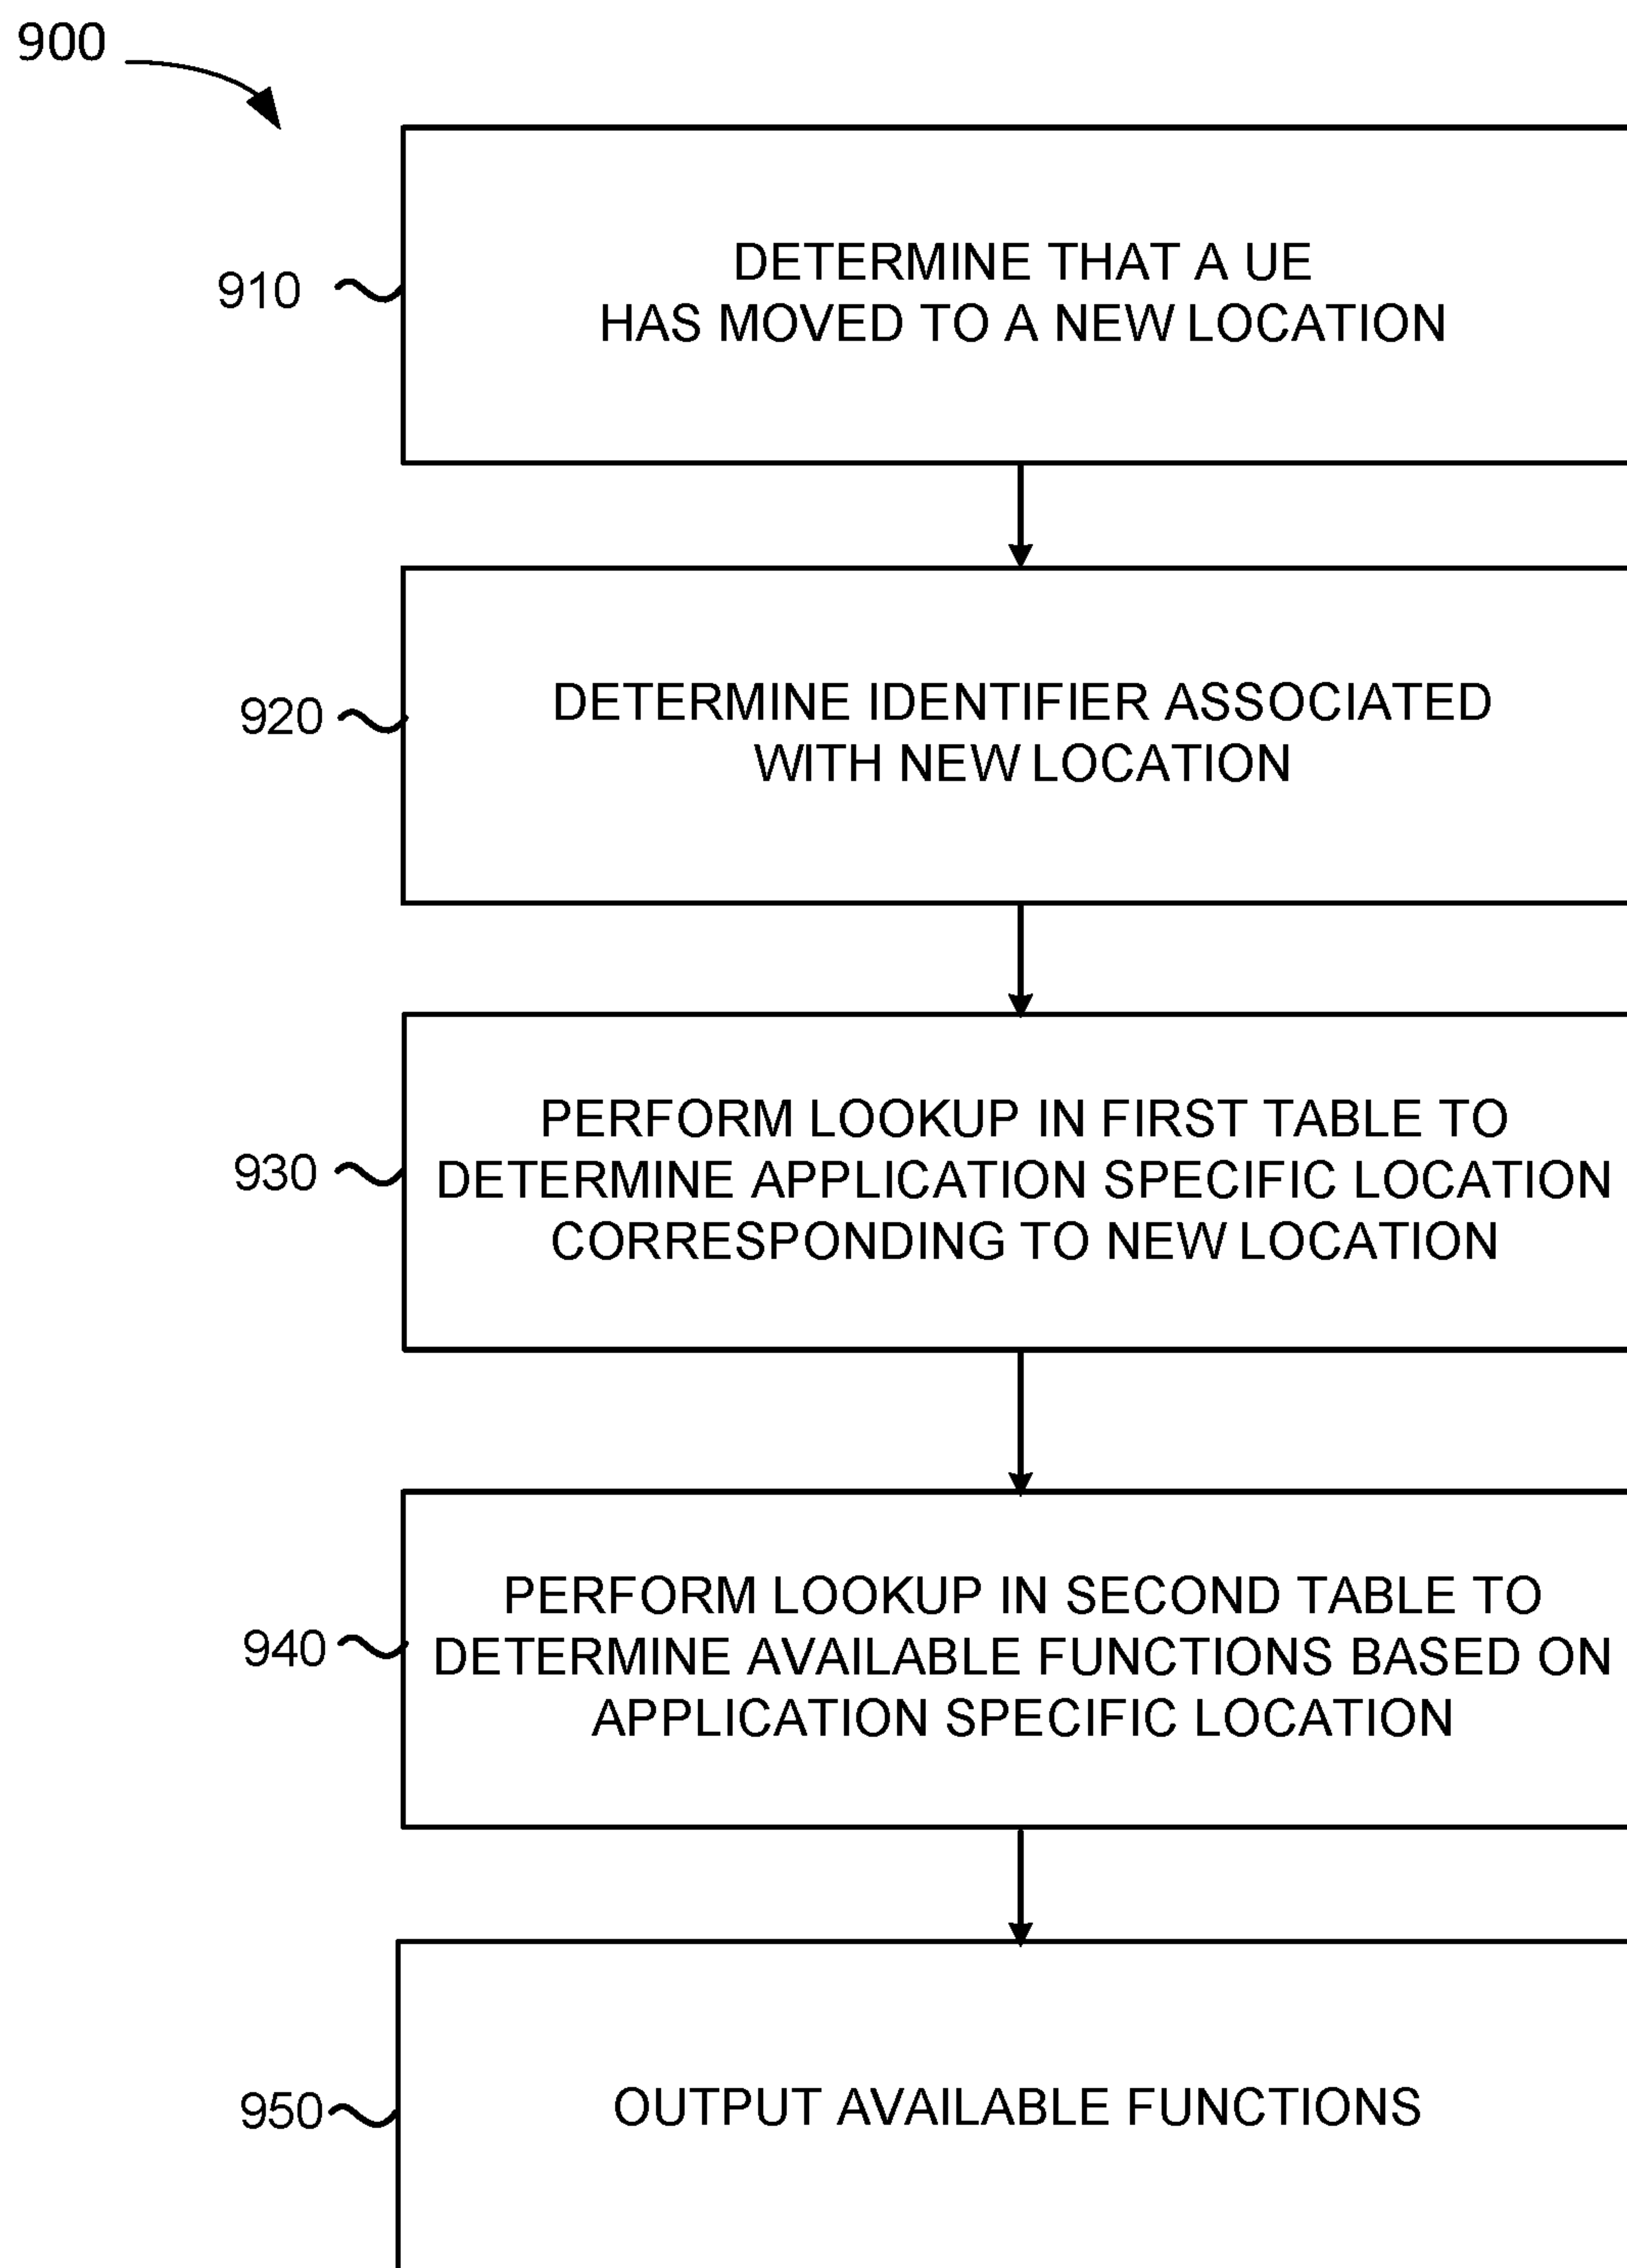 900
910
DETERMINE THAT A UE
HAS MOVED TO A NEW LOCATION
920
DETERMINE IDENTIFIER ASSOCIATED
WITH NEW LOCATION
930
PERFORM LOOKUP IN FIRST TABLE TO
DETERMINE APPLICATION SPECIFIC LOCATION
CORRESPONDING TO NEW LOCATION
940
PERFORM LOOKUP IN SECOND TABLE TO
DETERMINE AVAILABLE FUNCTIONS BASED ON
APPLICATION SPECIFIC LOCATION
950
OUTPUT AVAILABLE FUNCTIONS